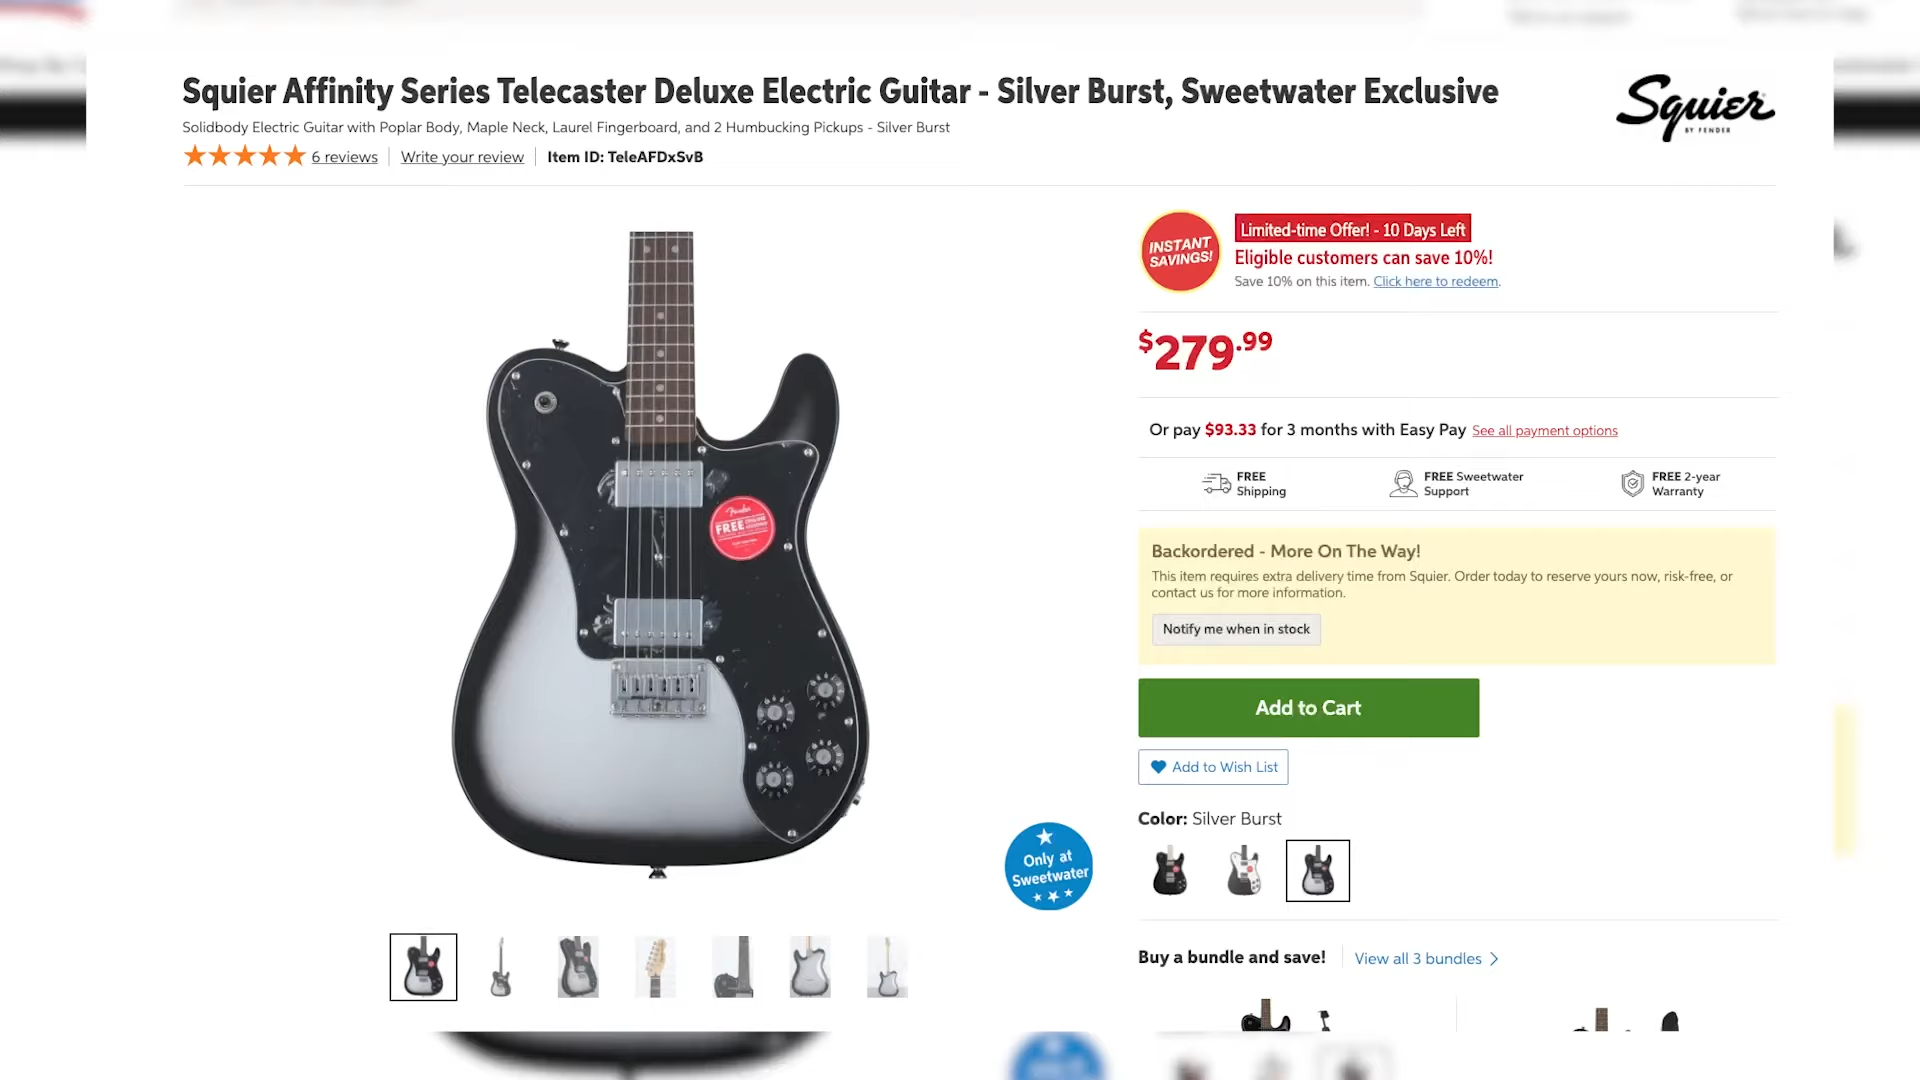 Squier Affinity Series Telecaster Deluxe Electric Guitar - Silver Burst, Sweetwater Exclusive
Solidbody Electric Guitar with Poplar Body, Maple Neck, Laurel Fingerboard, and 2 Humbucking Pickups - Silver Burst
6 reviews
Write your review
Item ID: TeleAFDxSvB
Squier
BY FENDER
INSTANT
SAVINGS!
Limited-time Offer! - 10 Days Left
Eligible customers can save 10%!
Save 10% on this item. Click here to redeem.
$279.99
Or pay $93.33 for 3 months with Easy Pay See all payment options
FREE
Shipping
FREE Sweetwater
Support
FREE 2-year
Warranty
Backordered - More On The Way!
This item requires extra delivery time from Squier. Order today to reserve yours now, risk-free, or
contact us for more information.
Notify me when in stock
Add to Cart
Add to Wish List
Color: Silver Burst
Fender
FREE
Only at
Sweetwater
Buy a bundle and save!
View all 3 bundles